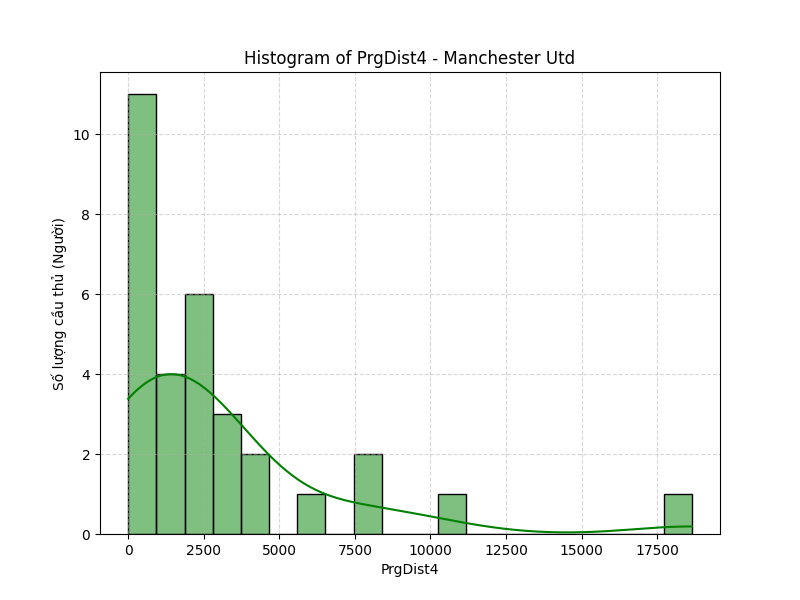 Histogram of PrgDist4 - Manchester Utd
Số lượng cầu thủ (Người)
10
8
6
4
2
0
0 2500 5000 7500 10000 12500 15000 17500
PrgDist4